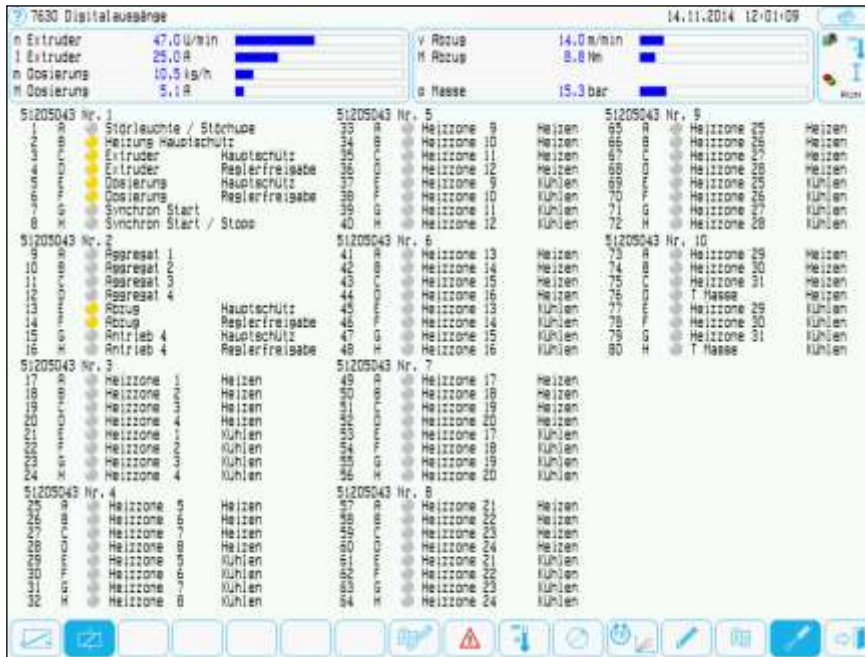 7630 Digitalausgänge 14.11.2014 12:01:09
n Extruder 47.0 U/min
I Extruder 25.0 A
m Dosierung 10.5 kg/h
M Dosierung 5.1 A
v Abzug 14.0 m/min
M Abzug 8.8 Nm
p Masse 15.3 bar
51205043 Nr. 1
1 A Störleuchte / Störhupe
2 B Heizung Hauptschütz
3 C Extruder Hauptschütz
4 D Extruder Reglerfreigabe
5 E Dosierung Hauptschütz
6 F Dosierung Reglerfreigabe
7 G Synchron Start
8 H Synchron Start / Stopp
51205043 Nr. 2
9 A Aggregat 1
10 B Aggregat 2
11 C Aggregat 3
12 D Aggregat 4
13 E Abzug Hauptschütz
14 F Abzug Reglerfreigabe
15 G Antrieb 4 Hauptschütz
16 H Antrieb 4 Reglerfreigabe
51205043 Nr. 3
17 A Heizzone 1 Heizen
18 B Heizzone 2 Heizen
19 C Heizzone 3 Heizen
20 D Heizzone 4 Heizen
21 E Heizzone 1 Kühlen
22 F Heizzone 2 Kühlen
23 G Heizzone 3 Kühlen
24 H Heizzone 4 Kühlen
51205043 Nr. 4
25 A Heizzone 5 Heizen
26 B Heizzone 6 Heizen
27 C Heizzone 7 Heizen
28 D Heizzone 8 Heizen
29 E Heizzone 5 Kühlen
30 F Heizzone 6 Kühlen
31 G Heizzone 7 Kühlen
32 H Heizzone 8 Kühlen
51205043 Nr. 5
33 A Heizzone 9 Heizen
34 B Heizzone 10 Heizen
35 C Heizzone 11 Heizen
36 D Heizzone 12 Heizen
37 E Heizzone 9 Kühlen
38 F Heizzone 10 Kühlen
39 G Heizzone 11 Kühlen
40 H Heizzone 12 Kühlen
51205043 Nr. 6
41 A Heizzone 13 Heizen
42 B Heizzone 14 Heizen
43 C Heizzone 15 Heizen
44 D Heizzone 16 Heizen
45 E Heizzone 13 Kühlen
46 F Heizzone 14 Kühlen
47 G Heizzone 15 Kühlen
48 H Heizzone 16 Kühlen
51205043 Nr. 7
49 A Heizzone 17 Heizen
50 B Heizzone 18 Heizen
51 C Heizzone 19 Heizen
52 D Heizzone 20 Heizen
53 E Heizzone 17 Kühlen
54 F Heizzone 18 Kühlen
55 G Heizzone 19 Kühlen
56 H Heizzone 20 Kühlen
51205043 Nr. 8
57 A Heizzone 21 Heizen
58 B Heizzone 22 Heizen
59 C Heizzone 23 Heizen
60 D Heizzone 24 Heizen
61 E Heizzone 21 Kühlen
62 F Heizzone 22 Kühlen
63 G Heizzone 23 Kühlen
64 H Heizzone 24 Kühlen
51205043 Nr. 9
65 A Heizzone 25 Heizen
66 B Heizzone 26 Heizen
67 C Heizzone 27 Heizen
68 D Heizzone 28 Heizen
69 E Heizzone 25 Kühlen
70 F Heizzone 26 Kühlen
71 G Heizzone 27 Kühlen
72 H Heizzone 28 Kühlen
51205043 Nr. 10
73 A Heizzone 29 Heizen
74 B Heizzone 30 Heizen
75 C Heizzone 31 Heizen
76 D T Masse Heizen
77 E Heizzone 29 Kühlen
78 F Heizzone 30 Kühlen
79 G Heizzone 31 Kühlen
80 H T Masse Kühlen